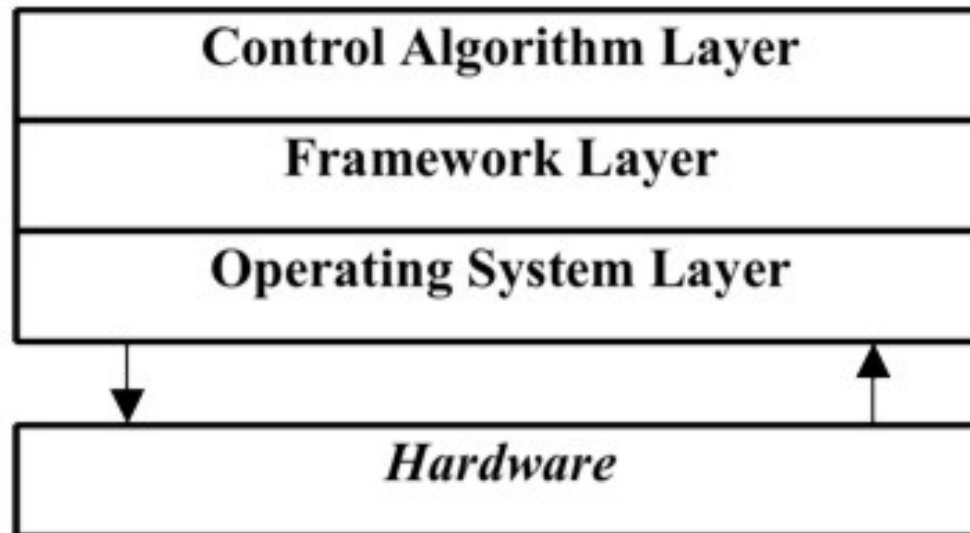 Control Algorithm Layer
Framework Layer
Operating System Layer
Hardware